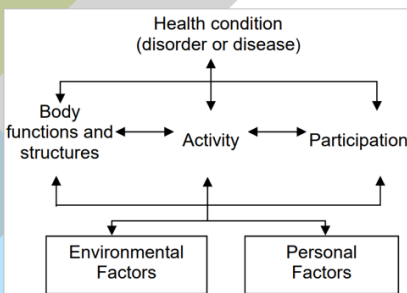 Health condition
(disorder or disease)
Body
functions and
structures
Activity
Participation
Environmental
Factors
Personal
Factors